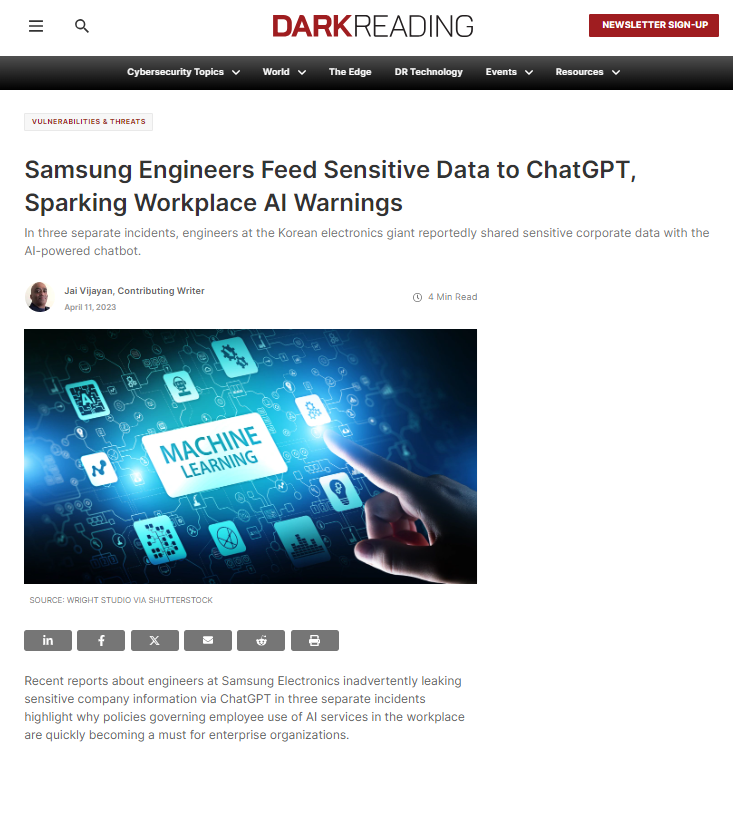 DARKREADING
NEWSLETTER SIGN-UP
Cybersecurity Topics World The Edge DR Technology Events Resources
VULNERABILITIES & THREATS
Samsung Engineers Feed Sensitive Data to ChatGPT,
Sparking Workplace AI Warnings
In three separate incidents, engineers at the Korean electronics giant reportedly shared sensitive corporate data with the
AI-powered chatbot.
Jai Vijayan, Contributing Writer
April 11, 2023
4 Min Read
AI
MACHINE
LEARNING
SOURCE: WRIGHT STUDIO VIA SHUTTERSTOCK
Recent reports about engineers at Samsung Electronics inadvertently leaking
sensitive company information via ChatGPT in three separate incidents
highlight why policies governing employee use of AI services in the workplace
are quickly becoming a must for enterprise organizations.